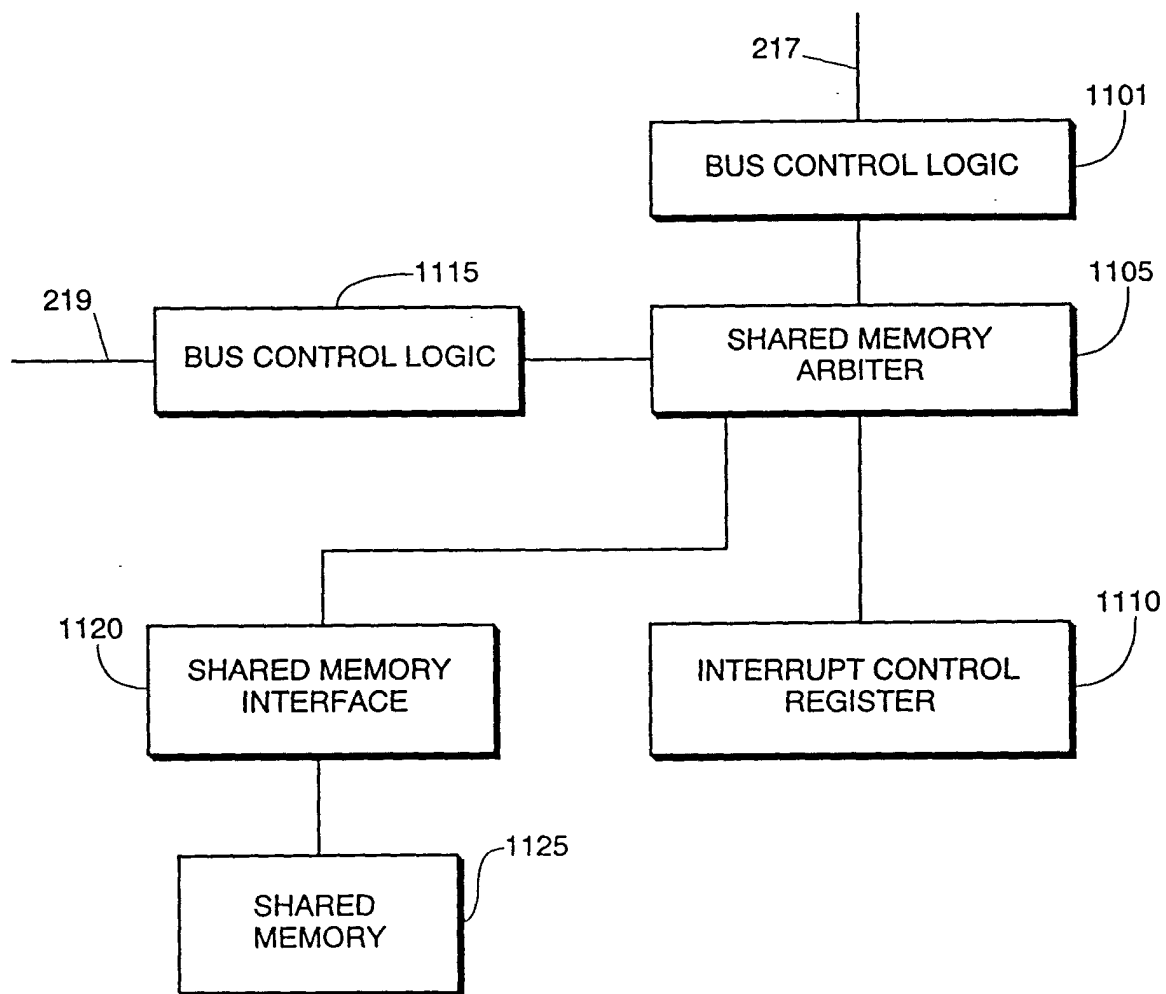 217
1101
BUS CONTROL LOGIC
1115
1105
219
BUS CONTROL LOGIC
SHARED MEMORY
ARBITER
1120
1110
SHARED MEMORY
INTERFACE
INTERRUPT CONTROL
REGISTER
1125
SHARED
MEMORY